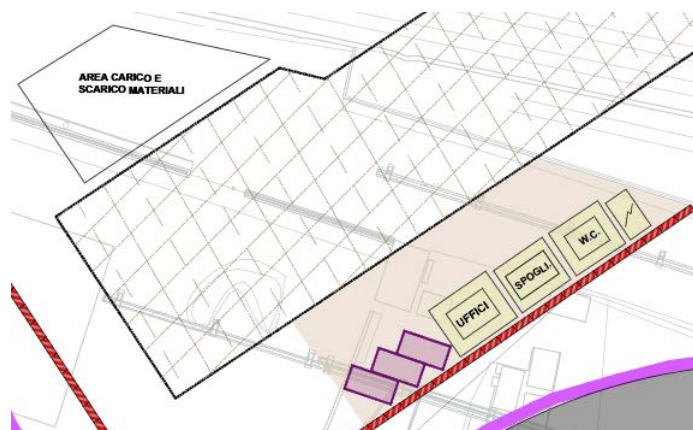 AREA CARICO E
SCARICO MATERIALI
UFFICI
SPOGLI.
W.C.